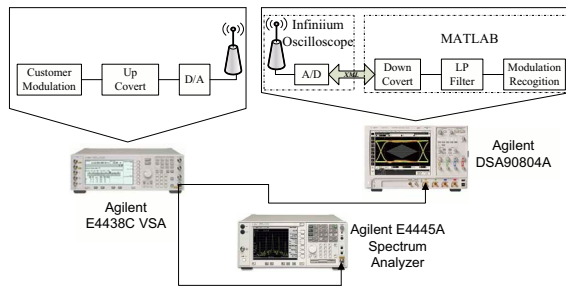 Infiniium
Oscilloscope
MATLAB
Customer
Modulation
Up
Covert
D/A
A/D
XML
Down
Covert
LP
Filter
Modulation
Recogition
Agilent
E4438C VSA
Agilent
DSA90804A
Agilent E4445A
Spectrum
Analyzer